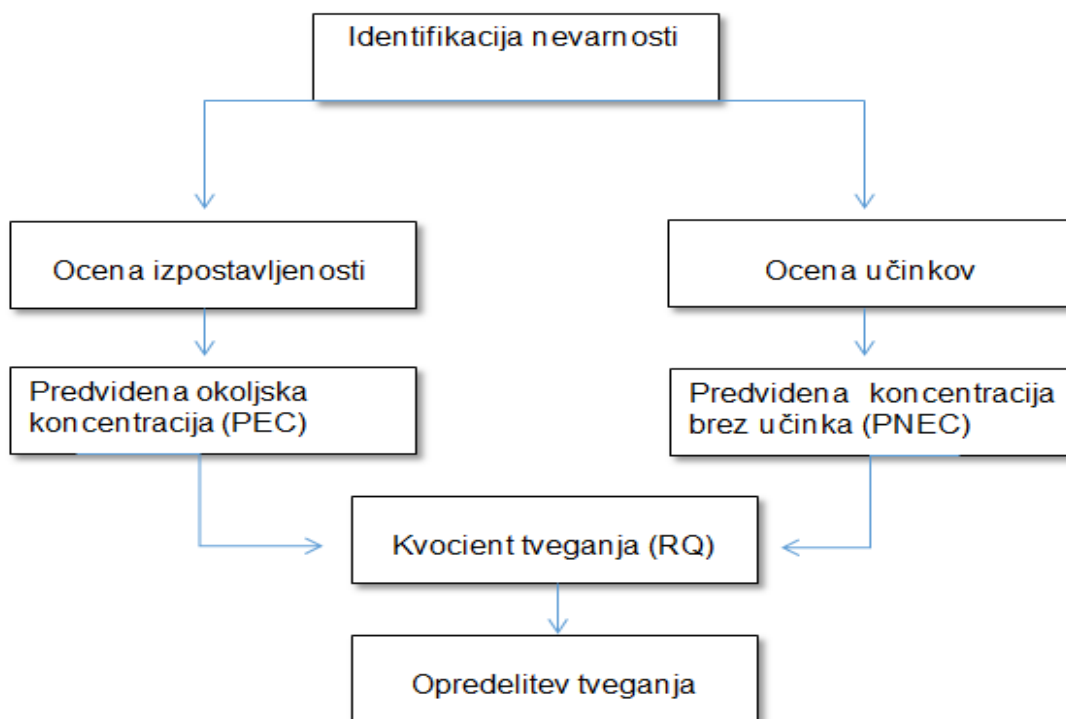 Identifikacija nevarnosti
Ocena izpostavljenosti
Ocena učinkov
Predvidena okoljska
koncentracija (PEC)
Predvidena koncentracija
brez učinka (PNEC)
Kvocient tveganja (RQ)
Opredelitev tveganja